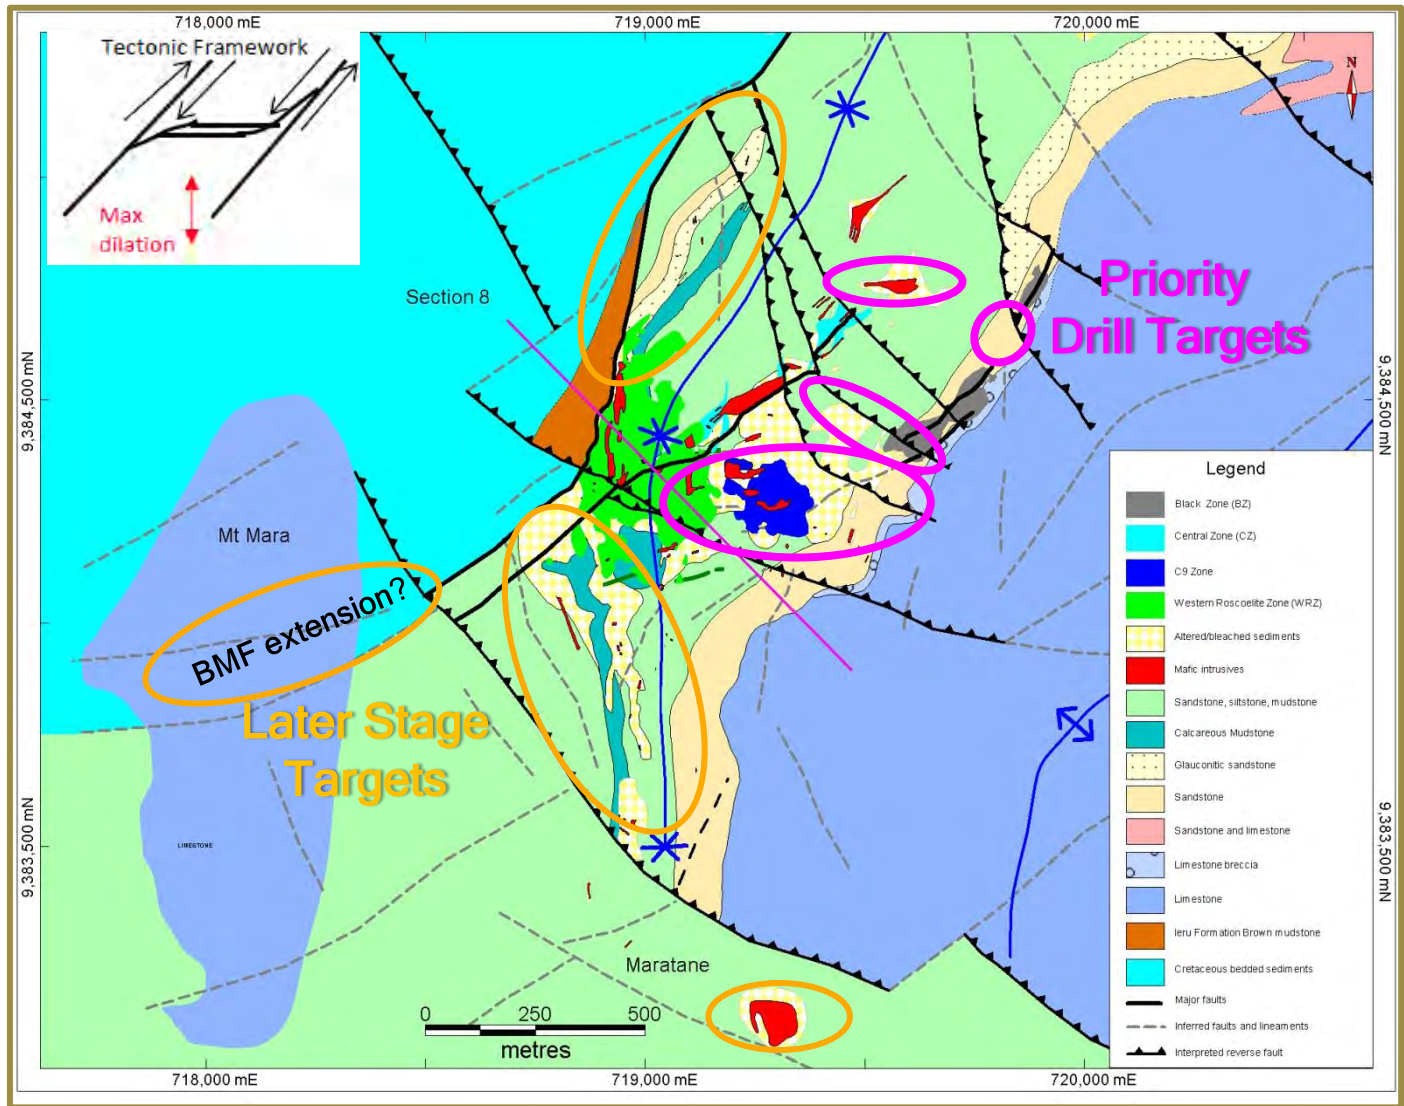 718,000 mE
719,000 mE
720,000 mE
Tectonic Framework
Max
dilation
N
Section 8
Priority
Drill Targets
9,384,500 mN
9,384,500 mN
Mt Mara
BMF extension?
Later Stage
Targets
LIMESTONE
9,383,500 mN
9,383,500 mN
Maratane
0
250
500
metres
Legend
Black Zone (BZ)
Central Zone (CZ)
C9 Zone
Western Roscoelite Zone (WRZ)
Altered/bleached sediments
Mafic intrusives
Sandstone, siltstone, mudstone
Calcareous Mudstone
Glauconitic sandstone
Sandstone
Sandstone and limestone
Limestone breccia
Limestone
Ieru Formation Brown mudstone
Cretaceous bedded sediments
Major faults
Inferred faults and lineaments
Interpreted reverse fault
718,000 mE
719,000 mE
720,000 mE